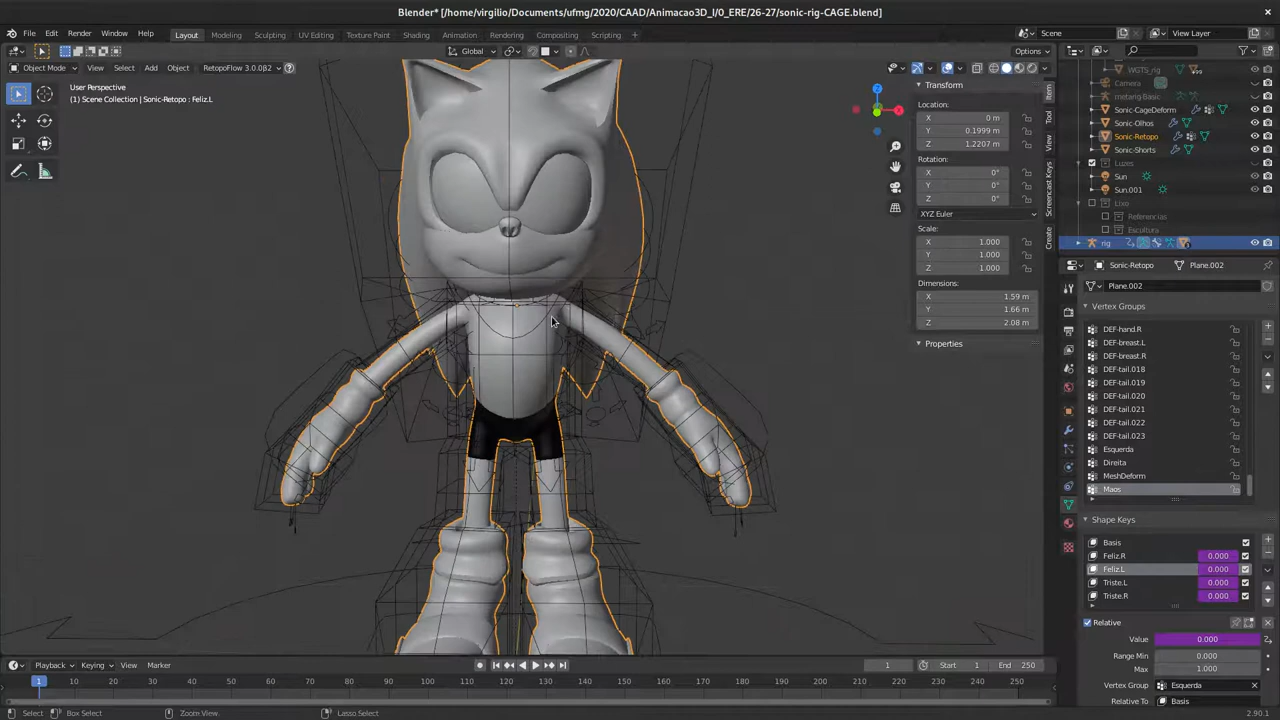 Blender* [/home/virgilio/Documents/ufmg/2020/CAAD/Animacao3D_I/0_ERE/26-27/sonic-rig-CAGE.blend]
File Edit Render Window Help Layout Modeling Sculpting UV Editing Texture Paint Shading Animation Rendering Compositing Scripting Scene View Layer
Global Options
Object Mode View Select Add Object RetopoFlow 3.0.0β2
User Perspective
(1) Scene Collection | Sonic-Retopo : Feliz.L
Z
X
Transform
Location:
X 0 m
Y 0.1999 m
Z 1.2207 m
Rotation:
X 0°
Y 0°
Z 0°
XYZ Euler
Scale:
X 1.000
Y 1.000
Z 1.000
Dimensions:
X 1.59 m
Y 1.66 m
Z 2.08 m
Properties
Item
Tool
View
Screencast Keys
Create
WGTS_rig
Camera
metarig Basic
Sonic-CageDeform
Sonic-Olhos
Sonic-Retopo
Sonic-Shorts
Luzes
Sun
Sun.001
Lixo
Referencias
Escultura
rig
Sonic-Retopo Plane.002
Plane.002
Vertex Groups
DEF-hand.R
DEF-breast.L
DEF-breast.R
DEF-tail.018
DEF-tail.019
DEF-tail.020
DEF-tail.021
DEF-tail.022
DEF-tail.023
Esquerda
Direita
MeshDeform
Maos
Shape Keys
Basis
Feliz.R 0.000
Feliz.L 0.000
Triste.L 0.000
Triste.R 0.000
Relative
Value 0.000
Range Min 0.000
Max 1.000
Vertex Group Esquerda
Relative To Basis
Playback Keying View Marker 1 Start 1 End 250
1 10 20 30 40 50 60 70 80 90 100 110 120 130 140 150 160 170 180 190 200 210 220 230 240 250
Select Box Select Zoom View Lasso Select 2.90.1